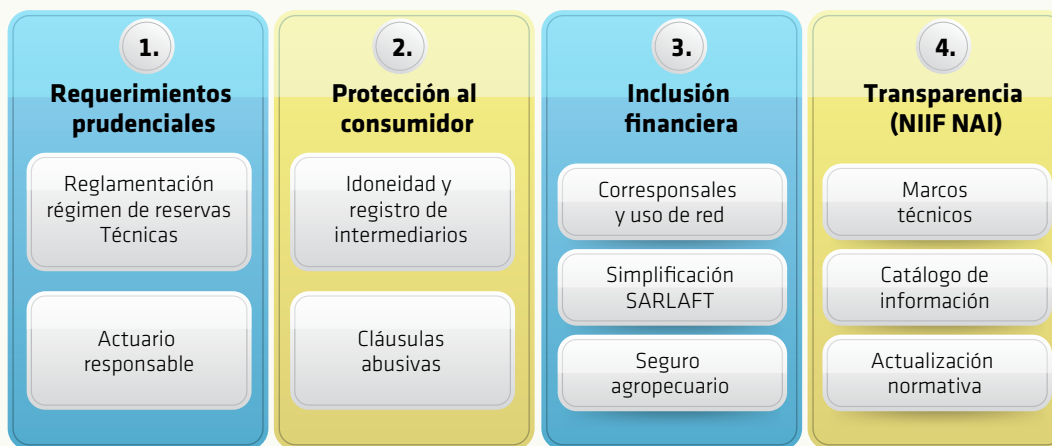 1.
Requerimientos
prudenciales
Reglamentación
régimen de reservas
Técnicas
Actuario
responsable
2.
Protección al
consumidor
Idoneidad y
registro de
intermediarios
Cláusulas
abusivas
3.
Inclusión
financiera
Corresponsales
y uso de red
Simplificación
SARLAFT
Seguro
agropecuario
4.
Transparencia
(NIIF NAI)
Marcos
técnicos
Catálogo de
información
Actualización
normativa